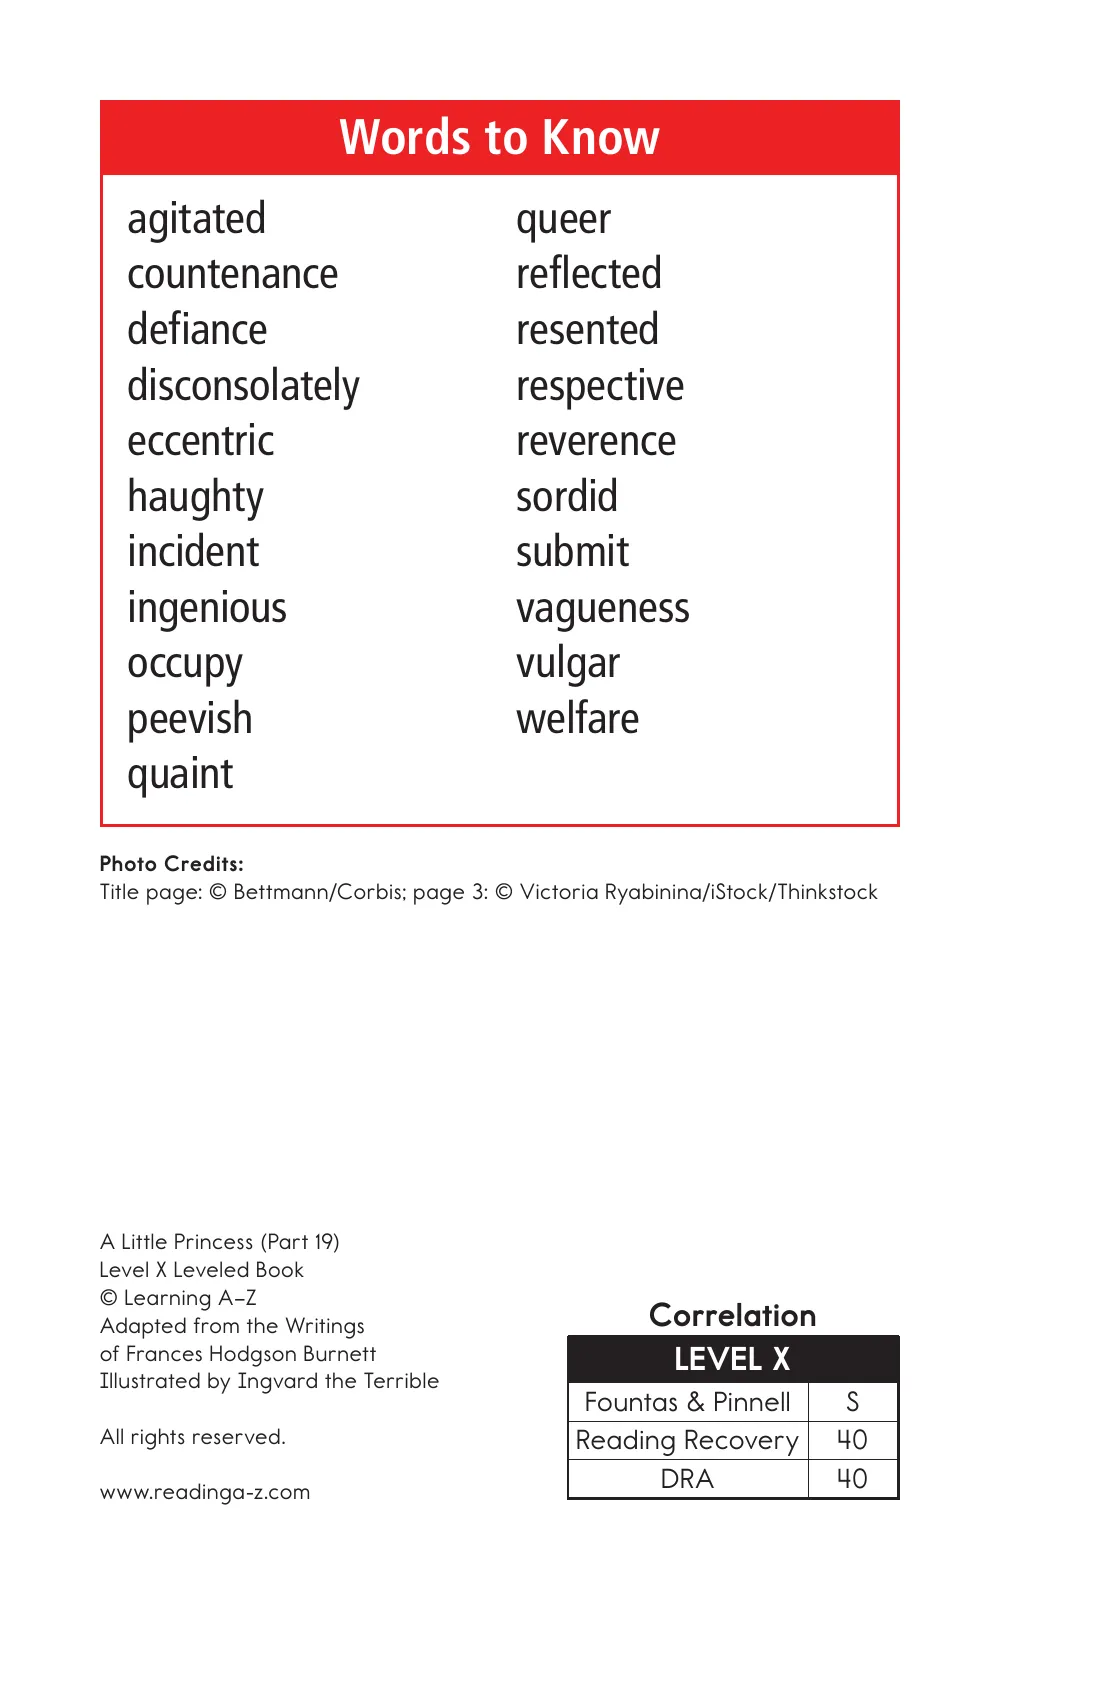 Words to Know
agitated
countenance
defiance
disconsolately
eccentric
haughty
incident
ingenious
occupy
peevish
quaint
queer
reflected
resented
respective
reverence
sordid
submit
vagueness
vulgar
welfare
Photo Credits:
Title page: © Bettmann/Corbis; page 3: © Victoria Ryabinina/iStock/Thinkstock
A Little Princess (Part 19)
Level X Leveled Book
© Learning A–Z
Adapted from the Writings
of Frances Hodgson Burnett
Illustrated by Ingvard the Terrible
All rights reserved.
www.readinga-z.com
Correlation
LEVEL X
Fountas & Pinnell S
Reading Recovery 40
DRA 40